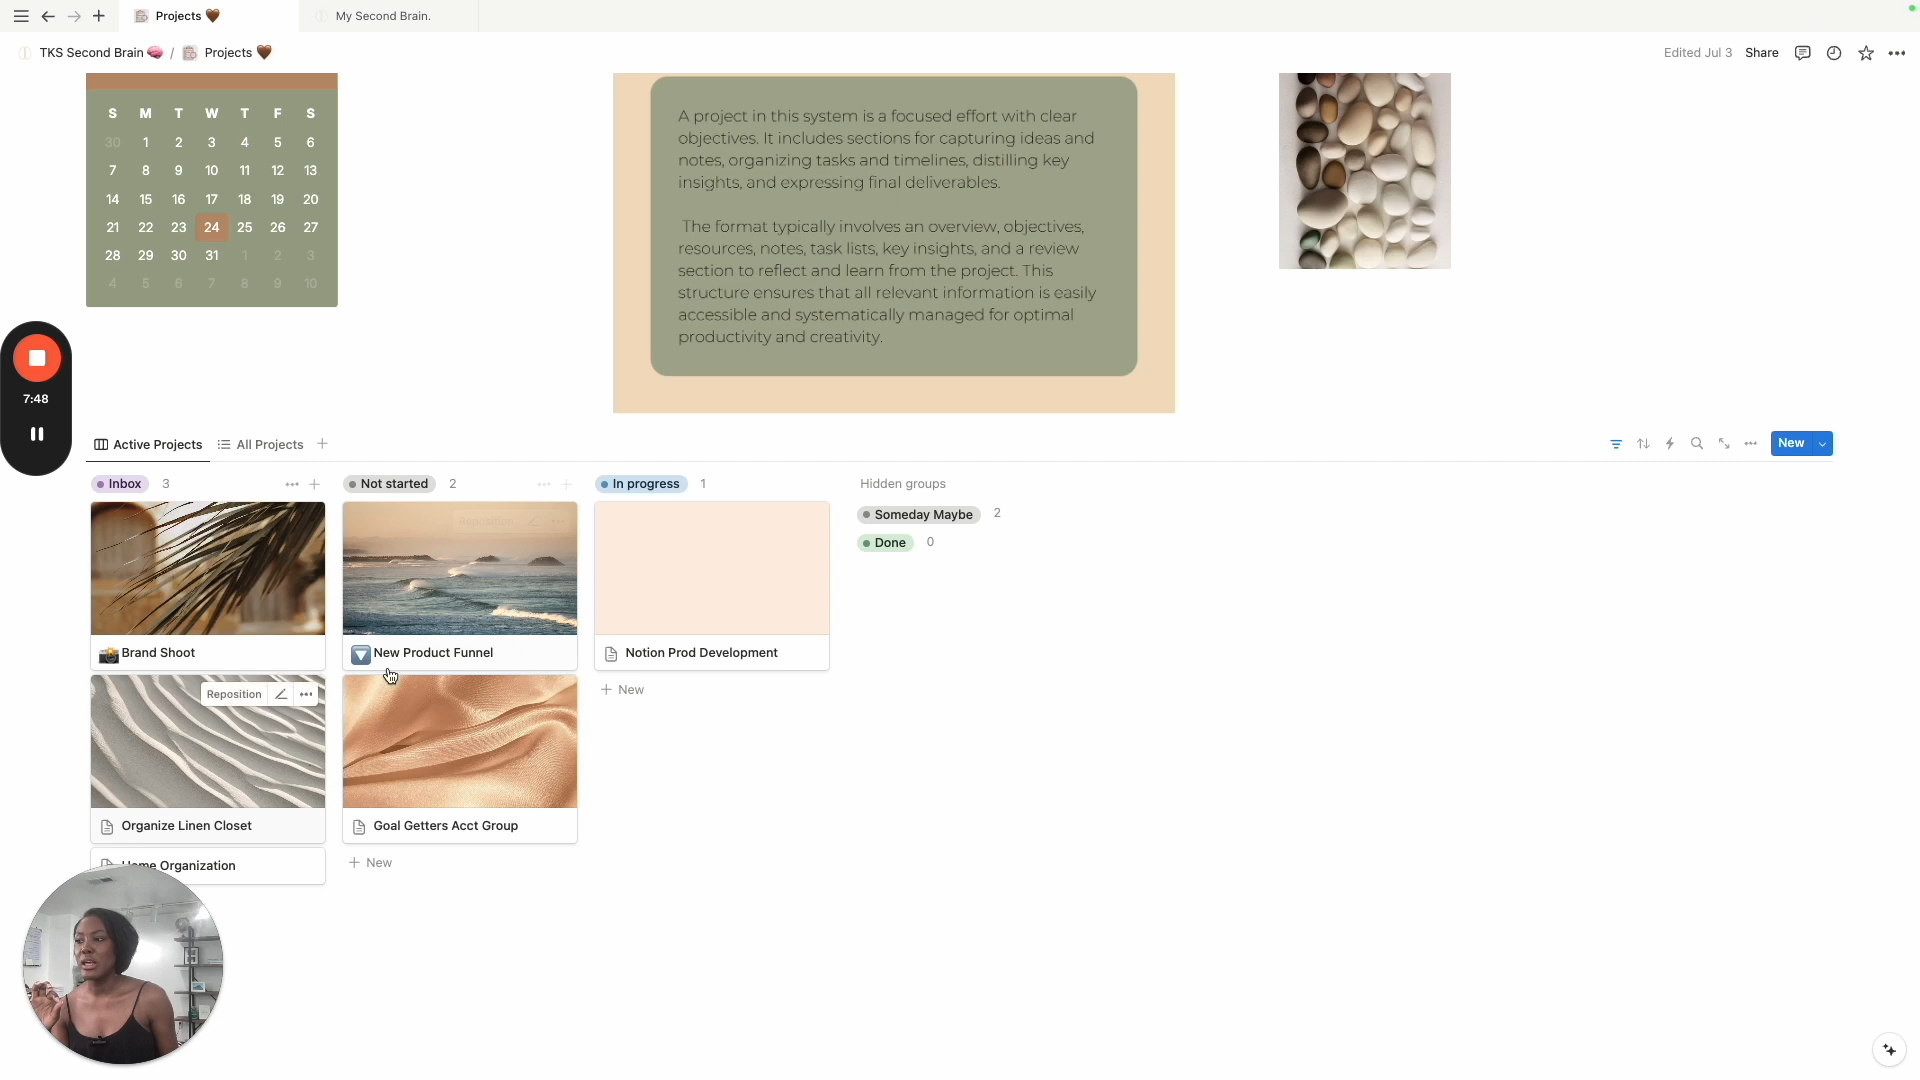 Projects 🤎
My Second Brain.
TKS Second Brain 🧠 / Projects 🤎
Edited Jul 3 Share
S M T W T F S
30 1 2 3 4 5 6
7 8 9 10 11 12 13
14 15 16 17 18 19 20
21 22 23 24 25 26 27
28 29 30 31 1 2 3
4 5 6 7 8 9 10
A project in this system is a focused effort with clear
objectives. It includes sections for capturing ideas and
notes, organizing tasks and timelines, distilling key
insights, and expressing final deliverables.
The format typically involves an overview, objectives,
resources, notes, task lists, key insights, and a review
section to reflect and learn from the project. This
structure ensures that all relevant information is easily
accessible and systematically managed for optimal
productivity and creativity.
7:48
Active Projects All Projects
New
Inbox 3
Not started 2
In progress 1
Hidden groups
Someday Maybe 2
Done 0
Reposition
Brand Shoot
New Product Funnel
Notion Prod Development
New
Reposition
Organize Linen Closet
Goal Getters Acct Group
Home Organization
New